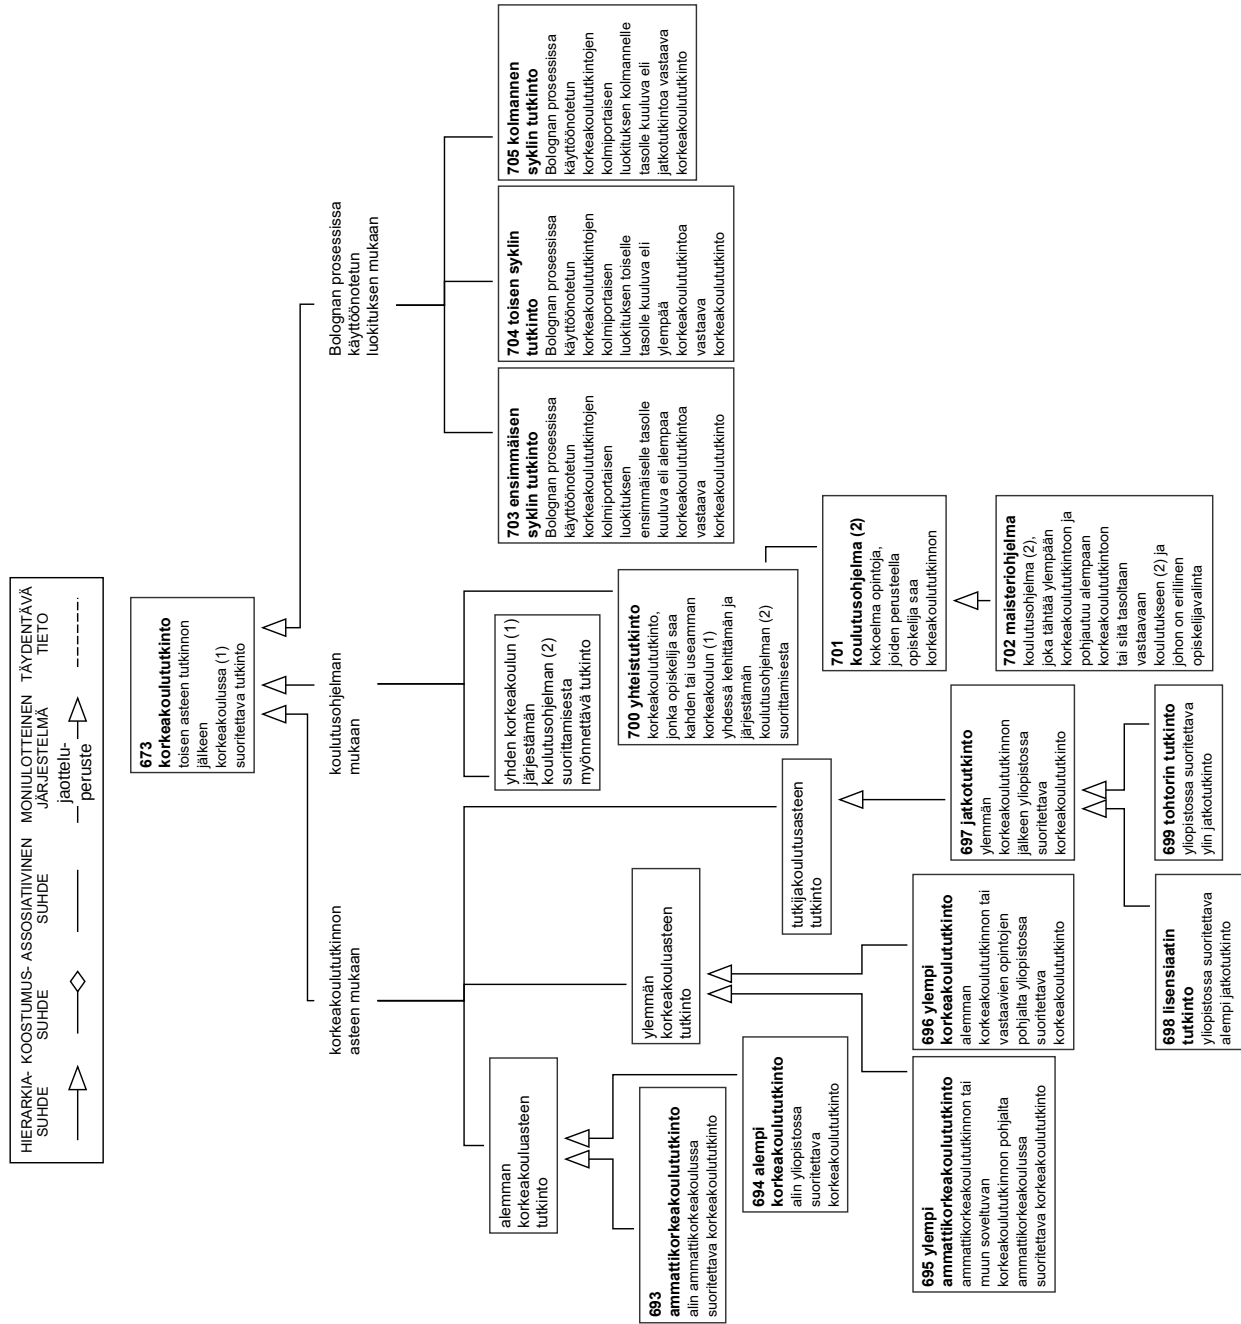 HIERARKIA- KOOSTUMUS- ASSOSIATIIVINEN MONIULOTTEINEN TÄYDENTÄVÄ
SUHDE SUHDE SUHDE JÄRJESTELMÄ TIETO
jaottelu-
peruste
673
korkeakoulututkinto
toisen asteen tutkinnon
jälkeen
korkeakoulussa (1)
suoritettava tutkinto
korkeakoulututkinnon
asteen mukaan
koulutusohjelman
mukaan
Bolognan prosessissa
käyttöönotetun
luokituksen mukaan
alemman
korkeakouluasteen
tutkinto
693
ammattikorkeakoulututkinto
alin ammattikorkeakoulussa
suoritettava korkeakoulututkinto
694 alempi
korkeakoulututkinto
alin yliopistossa
suoritettava
korkeakoulututkinto
ylemmän
korkeakouluasteen
tutkinto
695 ylempi
ammattikorkeakoulututkinto
ammattikorkeakoulututkinnon tai
muun soveltuvan
korkeakoulututkinnon pohjalta
ammattikorkeakoulussa
suoritettava korkeakoulututkinto
696 ylempi
korkeakoulututkinto
alemman
korkeakoulututkinnon tai
vastaavien opintojen
pohjalta yliopistossa
suoritettava
korkeakoulututkinto
tutkijakoulutusasteen
tutkinto
697 jatkotutkinto
ylemmän
korkeakoulututkinnon
jälkeen yliopistossa
suoritettava
korkeakoulututkinto
698 lisensiaatin
tutkinto
yliopistossa suoritettava
alempi jatkotutkinto
699 tohtorin tutkinto
yliopistossa suoritettava
ylin jatkotutkinto
yhden korkeakoulun (1)
järjestämän
koulutusohjelman (2)
suorittamisesta
myönnettävä tutkinto
700 yhteistutkinto
korkeakoulututkinto,
jonka opiskelija saa
kahden tai useamman
korkeakoulun (1)
yhdessä kehittämän ja
järjestämän
koulutusohjelman (2)
suorittamisesta
701
koulutusohjelma (2)
kokoelma opintoja,
joiden perusteella
opiskelija saa
korkeakoulututkinnon
702 maisteriohjelma
koulutusohjelma (2),
joka tähtää ylempään
korkeakoulututkintoon ja
pohjautuu alempaan
korkeakoulututkintoon
tai sitä tasoltaan
vastaavaan
koulutukseen (2) ja
johon on erillinen
opiskelijavalinta
703 ensimmäisen
syklin tutkinto
Bolognan prosessissa
käyttöönotetun
korkeakoulututkintojen
kolmiportaisen
luokituksen
ensimmäiselle tasolle
kuuluva eli alempaa
korkeakoulututkintoa
vastaava
korkeakoulututkinto
704 toisen syklin
tutkinto
Bolognan prosessissa
käyttöönotetun
korkeakoulututkintojen
kolmiportaisen
luokituksen toiselle
tasolle kuuluva eli
ylempää
korkeakoulututkintoa
vastaava
korkeakoulututkinto
705 kolmannen
syklin tutkinto
Bolognan prosessissa
käyttöönotetun
korkeakoulututkintojen
kolmiportaisen
luokituksen kolmannelle
tasolle kuuluva eli
jatkotutkintoa vastaava
korkeakoulututkinto